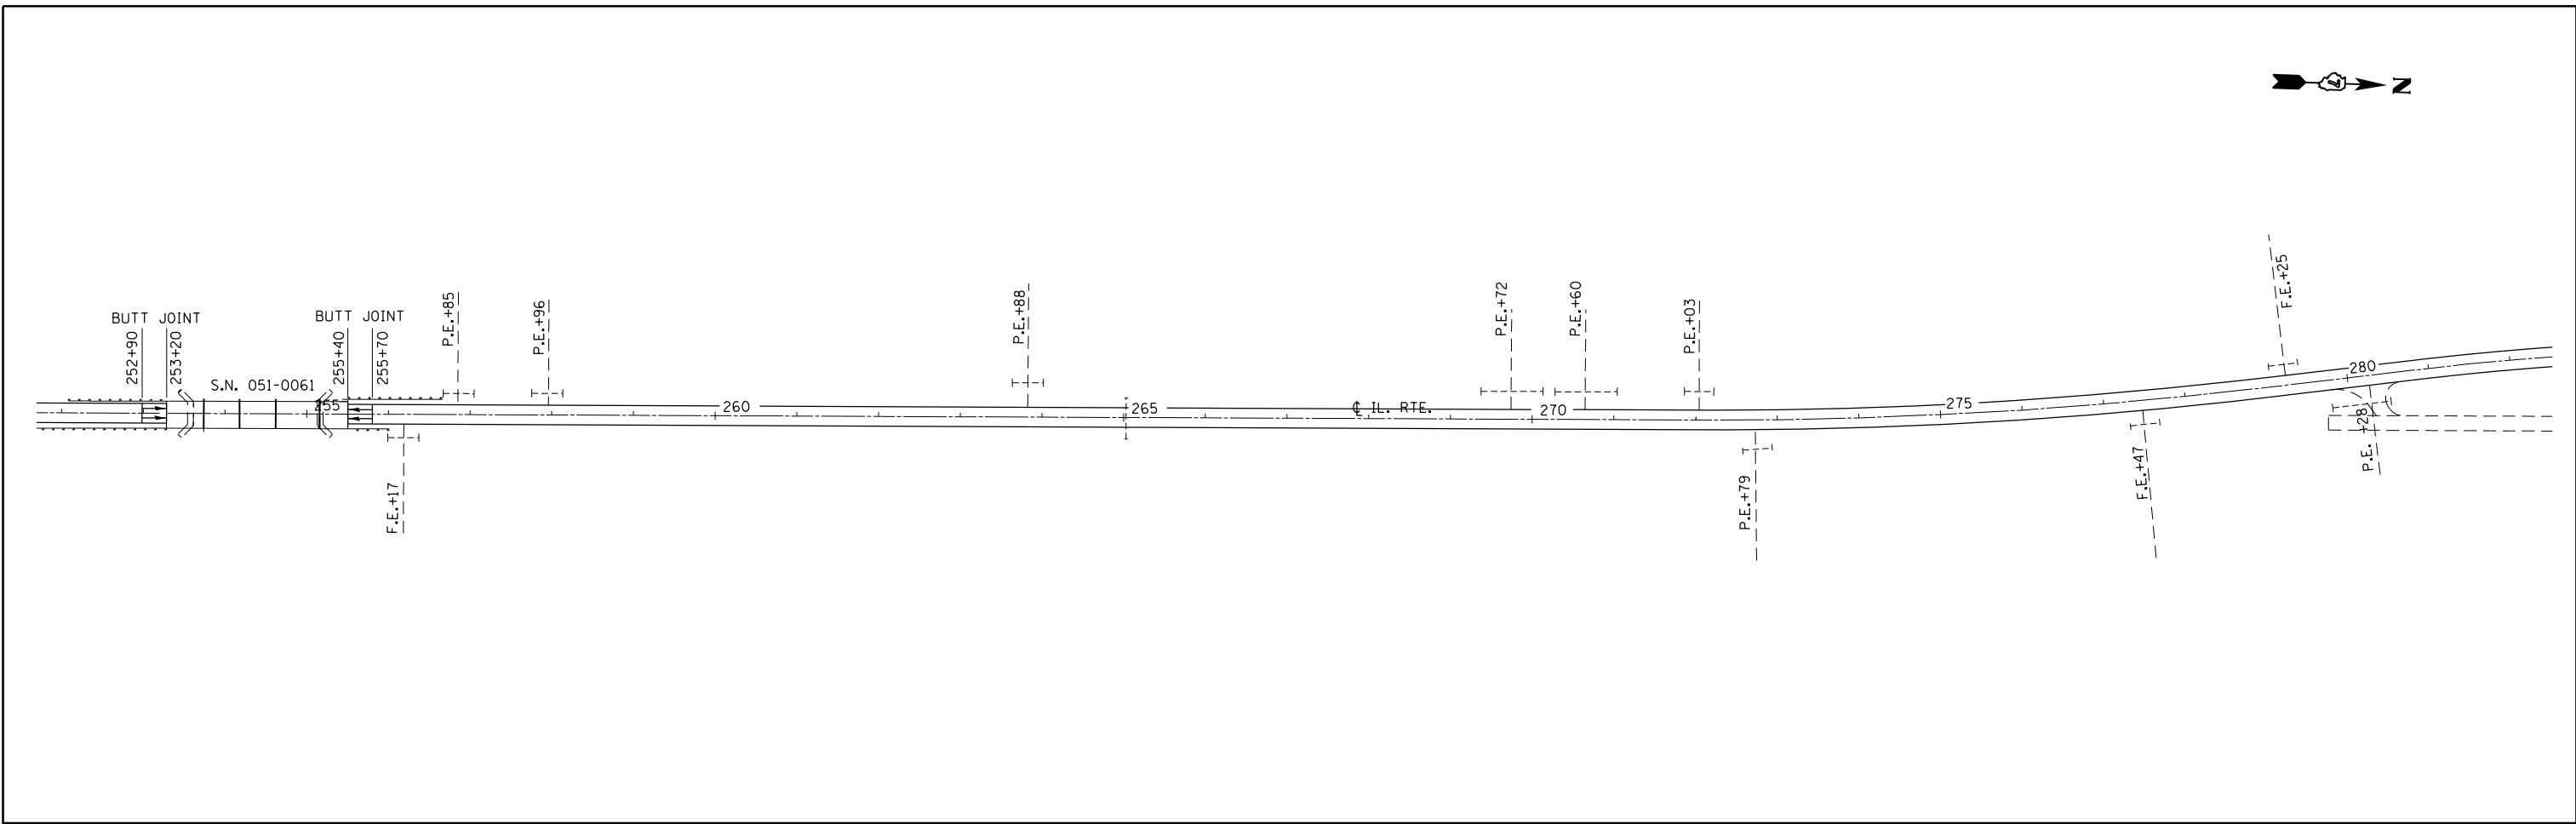 N
BUTT JOINT
252+90
253+20
S.N. 051-0061
BUTT JOINT
255+40
255+70
255
P.E.+85
F.E.+17
P.E.+96
260
P.E.+88
265
℄ IL. RTE.
P.E.+72
270
P.E.+60
P.E.+03
P.E.+79
275
F.E.+47
F.E.+25
280
P.E. +28